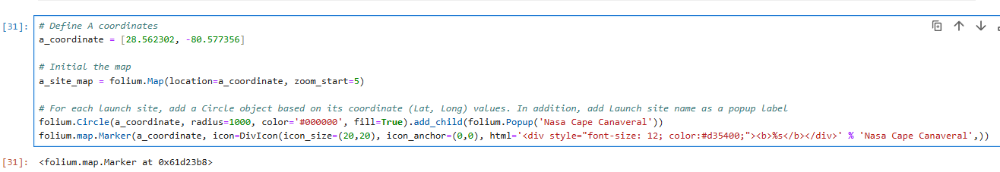 [31]: # Define A coordinates
a_coordinate = [28.562302, -80.577356]
# Initial the map
a_site_map = folium.Map(location=a_coordinate, zoom_start=5)
# For each launch site, add a Circle object based on its coordinate (Lat, Long) values. In addition, add Launch site name as a popup label
folium.Circle(a_coordinate, radius=1000, color='#000000', fill=True).add_child(folium.Popup('Nasa Cape Canaveral'))
folium.map.Marker(a_coordinate, icon=DivIcon(icon_size=(20,20), icon_anchor=(0,0), html='<div style="font-size: 12; color:#d35400;"><b>%s</b></div>' % 'Nasa Cape Canaveral',))
[31]: <folium.map.Marker at 0x61d23b8>